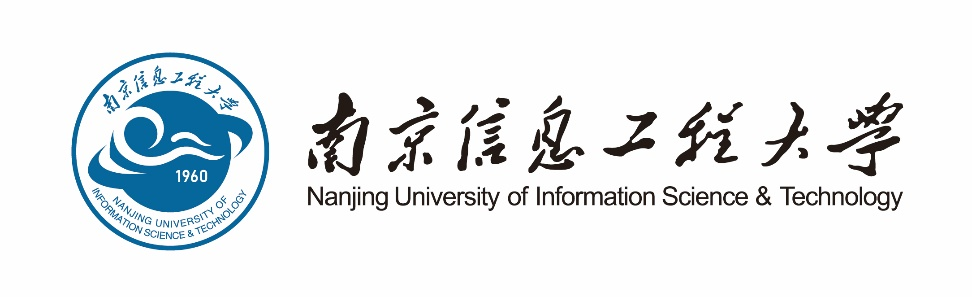 南京信息工程大学
1960
NANJING UNIVERSITY OF
INFORMATION SCIENCE & TECHNOLOGY
南京信息工程大学
Nanjing University of Information Science & Technology